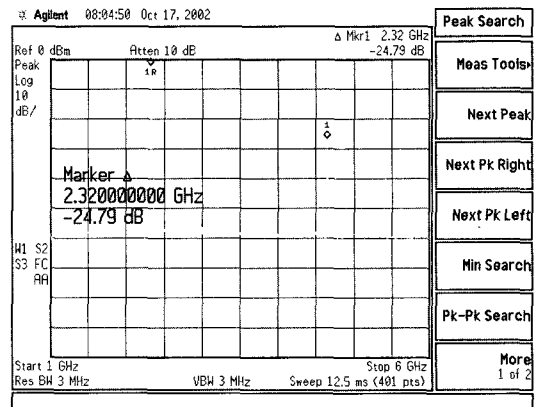 Agilent 08:04:50 Oct 17, 2002
Peak Search
Δ Mkr1 2.32 GHz
Ref 0 dBm Atten 10 dB -24.79 dB
Peak
Log
10
dB/
1R
1
Marker Δ
2.320000000 GHz
-24.79 dB
W1 S2
S3 FC
AA
Start 1 GHz Stop 6 GHz
Res BW 3 MHz VBW 3 MHz Sweep 12.5 ms (401 pts)
Meas Tools
Next Peak
Next Pk Right
Next Pk Left
Min Search
Pk-Pk Search
More
1 of 2